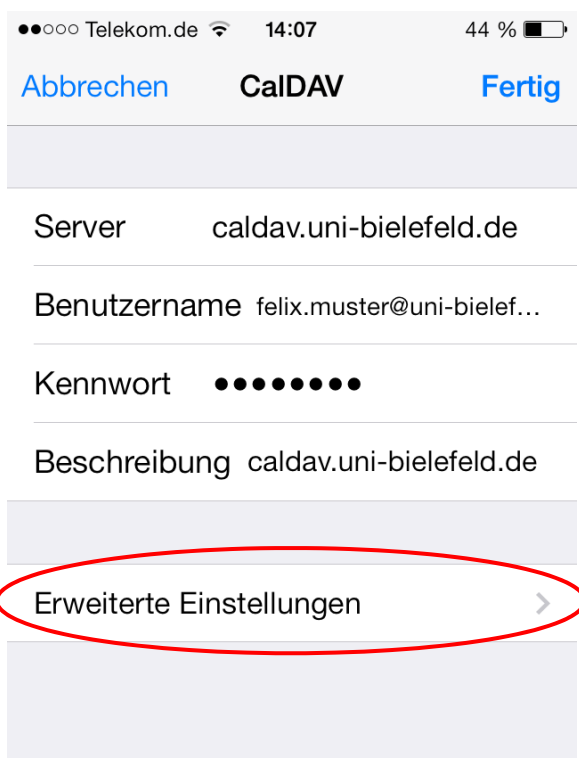 Telekom.de 14:07 44 %
Abbrechen CalDAV Fertig
Server caldav.uni-bielefeld.de
Benutzername felix.muster@uni-bielef...
Kennwort ●●●●●●●●
Beschreibung caldav.uni-bielefeld.de
Erweiterte Einstellungen